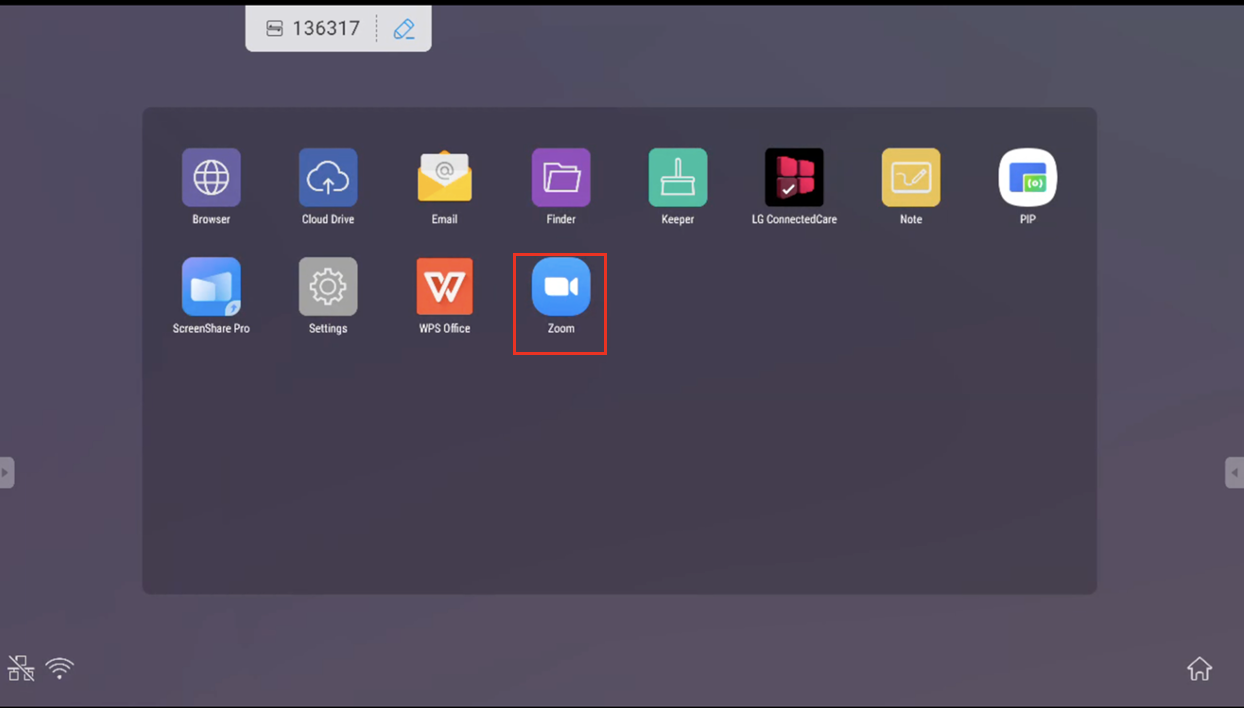 136317
Browser
Cloud Drive
Email
Finder
Keeper
LG ConnectedCare
Note
PIP
ScreenShare Pro
Settings
WPS Office
Zoom